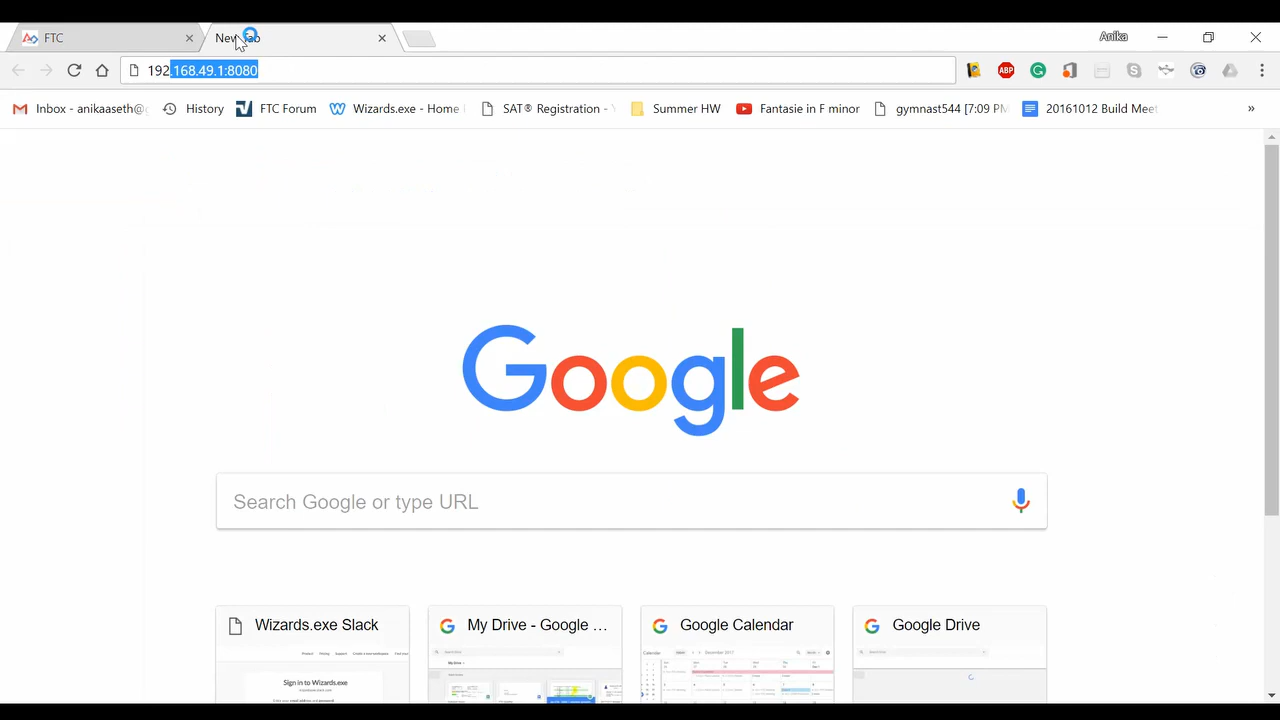 FTC
New Tab
Anika
192.168.49.1:8080
ABP
Inbox - anikaaseth@g
History
FTC Forum
Wizards.exe - Home
SAT® Registration -
Summer HW
Fantasie in F minor
gymnast544 [7:09 PM
20161012 Build Meet
»
Google
Search Google or type URL
Wizards.exe Slack
My Drive - Google ...
Google Calendar
Google Drive
Sign in to Wizards.exe